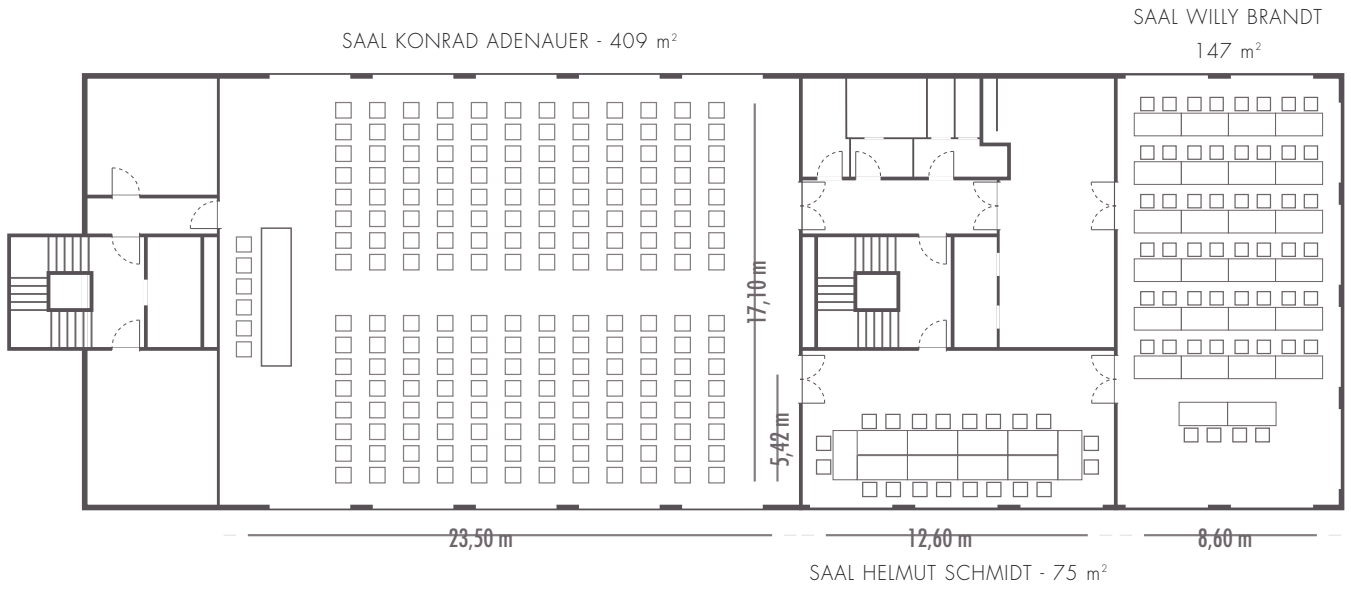 SAAL WILLY BRANDT
147 m²
SAAL KONRAD ADENAUER - 409 m²
17,10 m
5,42 m
23,50 m
12,60 m
8,60 m
SAAL HELMUT SCHMIDT - 75 m²